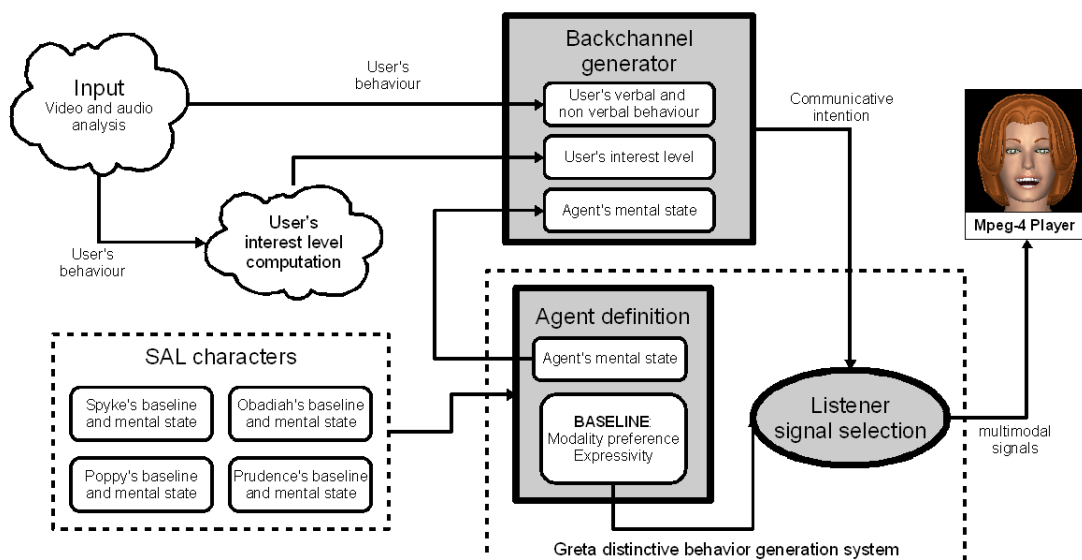 Input
Video and audio
analysis
User's
behaviour
User's
behaviour
User's
interest level
computation
Backchannel
generator
User's verbal and
non verbal behaviour
User's interest level
Agent's mental state
Communicative
intention
Mpeg-4 Player
SAL characters
Spyke's baseline
and mental state
Obadiah's baseline
and mental state
Poppy's baseline
and mental state
Prudence's baseline
and mental state
Agent definition
Agent's mental state
BASELINE:
Modality preference
Expressivity
Listener
signal selection
multimodal
signals
Greta distinctive behavior generation system